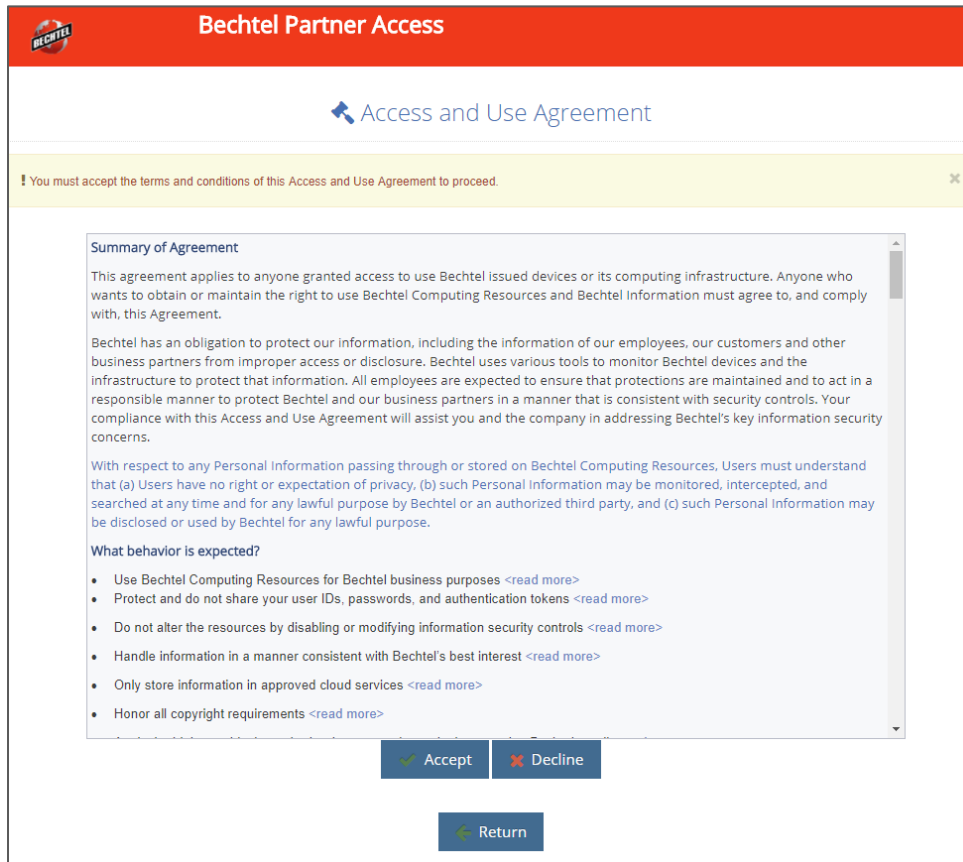 BECHTEL
Bechtel Partner Access
Access and Use Agreement
! You must accept the terms and conditions of this Access and Use Agreement to proceed.
Summary of Agreement
This agreement applies to anyone granted access to use Bechtel issued devices or its computing infrastructure. Anyone who
wants to obtain or maintain the right to use Bechtel Computing Resources and Bechtel Information must agree to, and comply
with, this Agreement.
Bechtel has an obligation to protect our information, including the information of our employees, our customers and other
business partners from improper access or disclosure. Bechtel uses various tools to monitor Bechtel devices and the
infrastructure to protect that information. All employees are expected to ensure that protections are maintained and to act in a
responsible manner to protect Bechtel and our business partners in a manner that is consistent with security controls. Your
compliance with this Access and Use Agreement will assist you and the company in addressing Bechtel's key information security
concerns.
With respect to any Personal Information passing through or stored on Bechtel Computing Resources, Users must understand
that (a) Users have no right or expectation of privacy, (b) such Personal Information may be monitored, intercepted, and
searched at any time and for any lawful purpose by Bechtel or an authorized third party, and (c) such Personal Information may
be disclosed or used by Bechtel for any lawful purpose.
What behavior is expected?
• Use Bechtel Computing Resources for Bechtel business purposes <read more>
• Protect and do not share your user IDs, passwords, and authentication tokens <read more>
• Do not alter the resources by disabling or modifying information security controls <read more>
• Handle information in a manner consistent with Bechtel's best interest <read more>
• Only store information in approved cloud services <read more>
• Honor all copyright requirements <read more>
Accept
Decline
Return